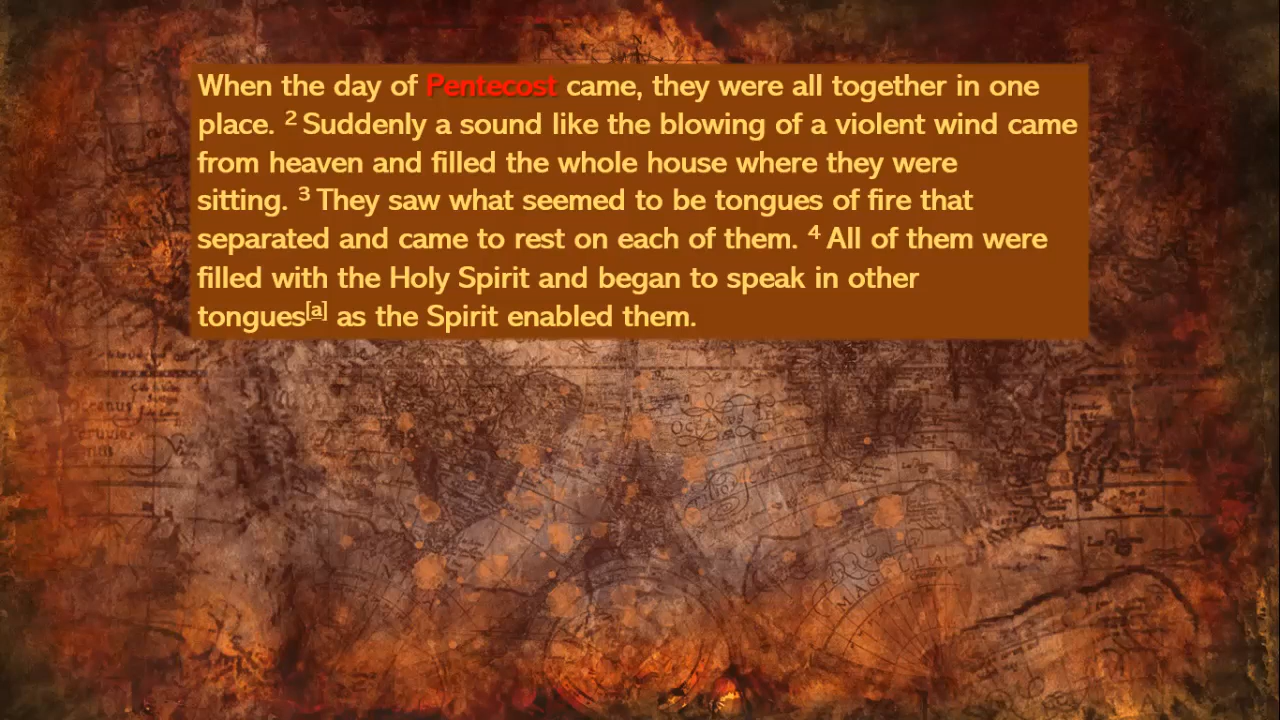 When the day of Pentecost came, they were all together in one
place. 2 Suddenly a sound like the blowing of a violent wind came
from heaven and filled the whole house where they were
sitting. 3 They saw what seemed to be tongues of fire that
separated and came to rest on each of them. 4 All of them were
filled with the Holy Spirit and began to speak in other
tongues[a] as the Spirit enabled them.